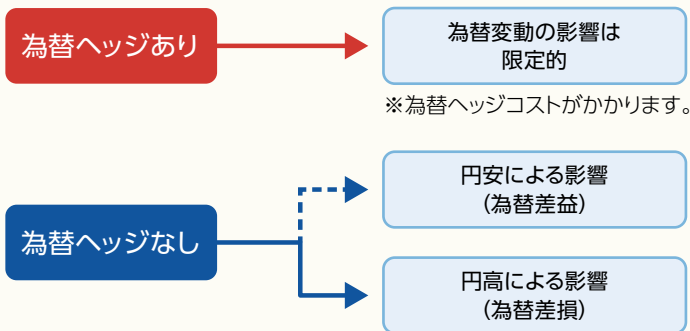 為替ヘッジあり
為替変動の影響は
限定的
※為替ヘッジコストがかかります。
為替ヘッジなし
円安による影響
(為替差益)
円高による影響
(為替差損)